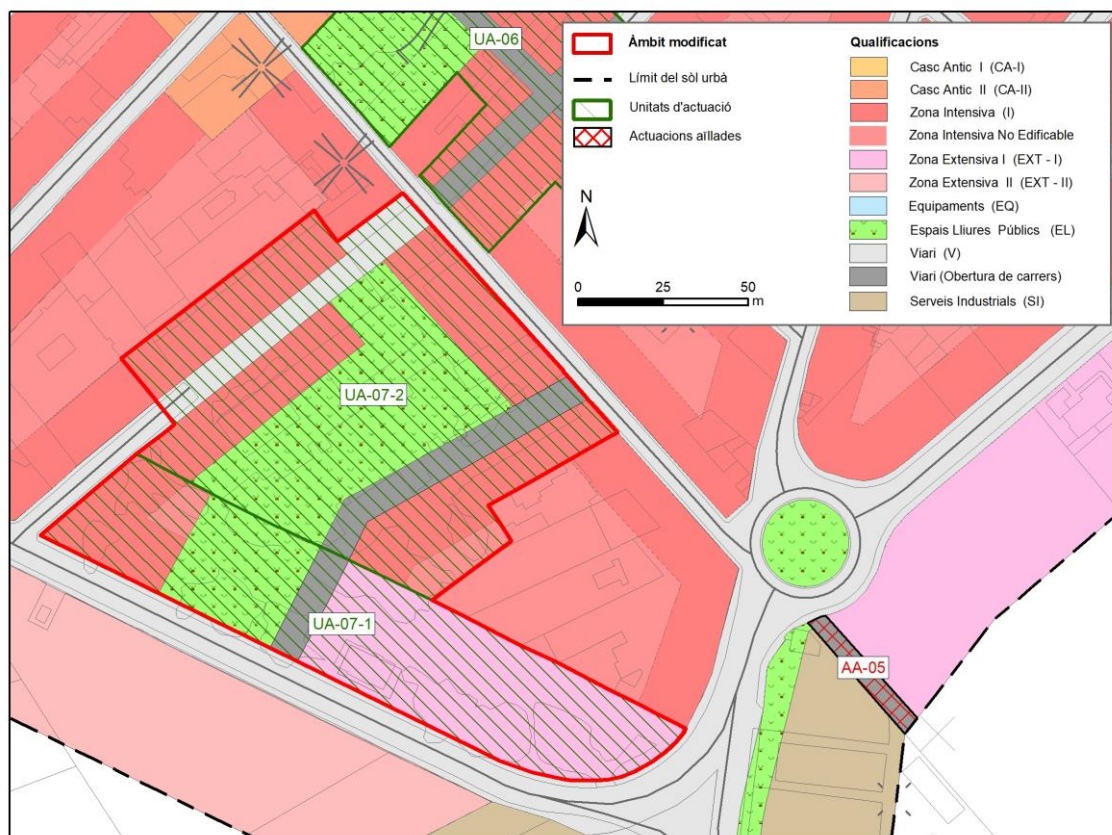 UA-06
Àmbit modificat
Límit del sòl urbà
Unitats d'actuació
Actuacions aïllades
N
0 25 50
m
Qualificacions
Casc Antic I (CA-I)
Casc Antic II (CA-II)
Zona Intensiva (I)
Zona Intensiva No Edificable
Zona Extensiva I (EXT - I)
Zona Extensiva II (EXT - II)
Equipaments (EQ)
Espais Lliures Públics (EL)
Viari (V)
Viari (Obertura de carrers)
Serveis Industrials (SI)
UA-07-2
UA-07-1
AA-05